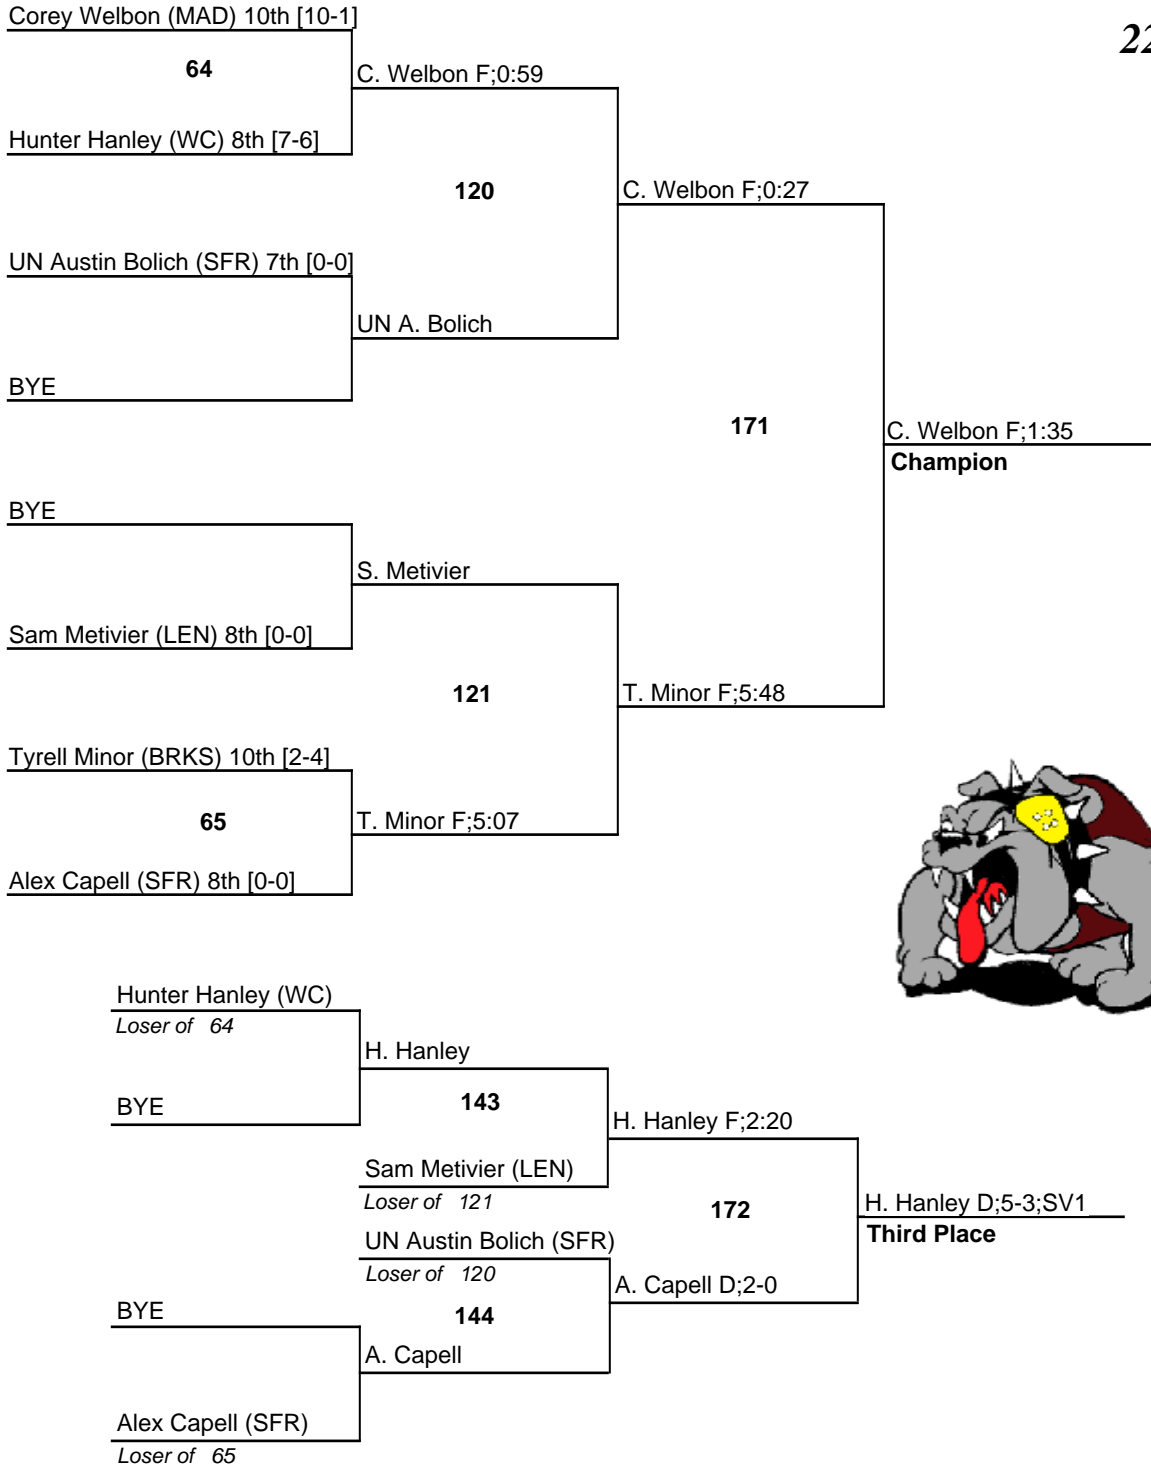 Corey Welbon (MAD) 10th [10-1]
22
64
C. Welbon F;0:59
Hunter Hanley (WC) 8th [7-6]
120
C. Welbon F;0:27
UN Austin Bolich (SFR) 7th [0-0]
UN A. Bolich
BYE
171
C. Welbon F;1:35
Champion
BYE
S. Metivier
Sam Metivier (LEN) 8th [0-0]
121
T. Minor F;5:48
Tyrell Minor (BRKS) 10th [2-4]
65
T. Minor F;5:07
Alex Capell (SFR) 8th [0-0]
Hunter Hanley (WC)
Loser of 64
H. Hanley
BYE
143
H. Hanley F;2:20
Sam Metivier (LEN)
Loser of 121
172
H. Hanley D;5-3;SV1
Third Place
UN Austin Bolich (SFR)
Loser of 120
A. Capell D;2-0
BYE
144
A. Capell
Alex Capell (SFR)
Loser of 65